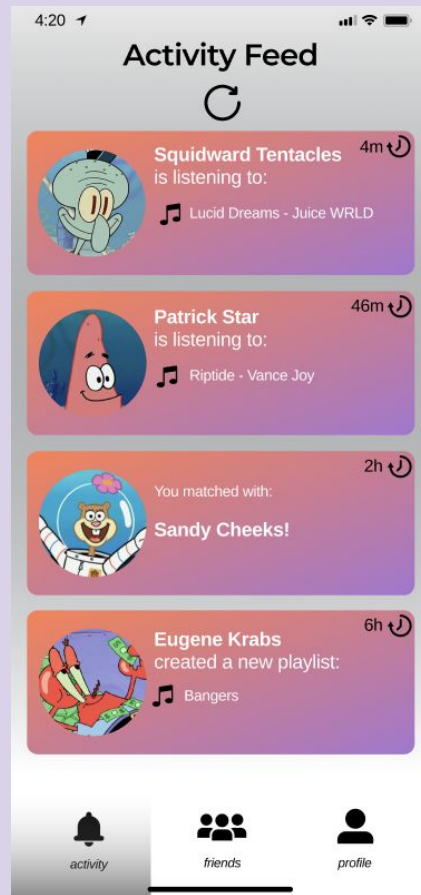 4:20
Activity Feed
4m
Squidward Tentacles
is listening to:
Lucid Dreams - Juice WRLD
46m
Patrick Star
is listening to:
Riptide - Vance Joy
2h
You matched with:
Sandy Cheeks!
6h
Eugene Krabs
created a new playlist:
Bangers
activity
friends
profile